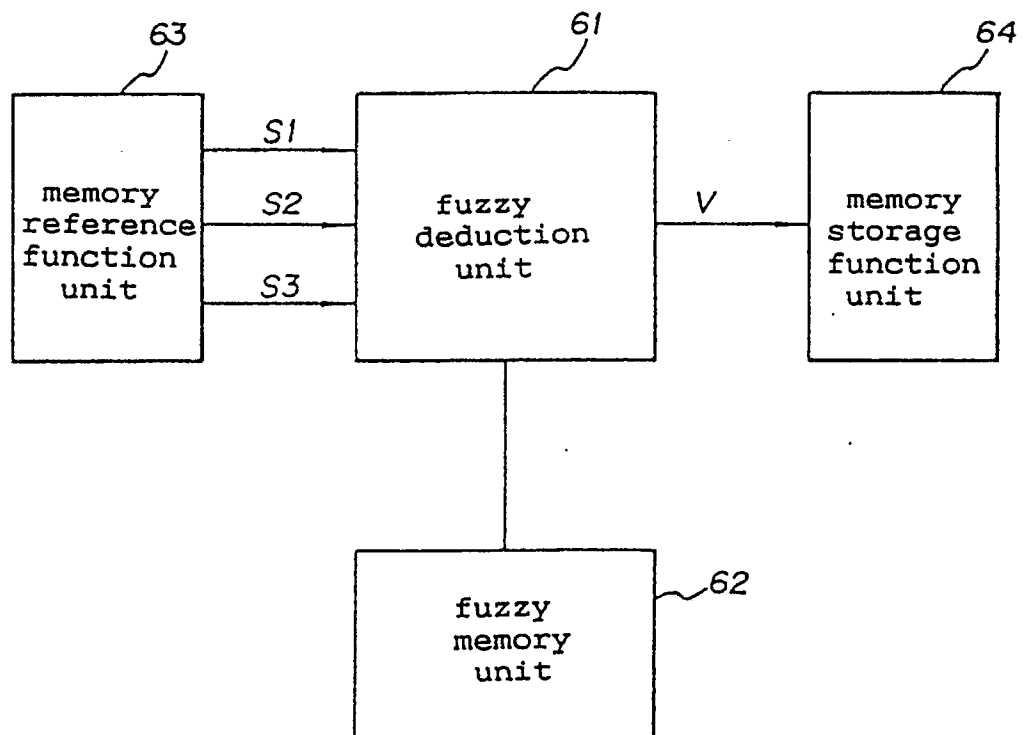 63
61
64
S1
S2
S3
V
memory
reference
function
unit
fuzzy
deduction
unit
memory
storage
function
unit
62
fuzzy
memory
unit